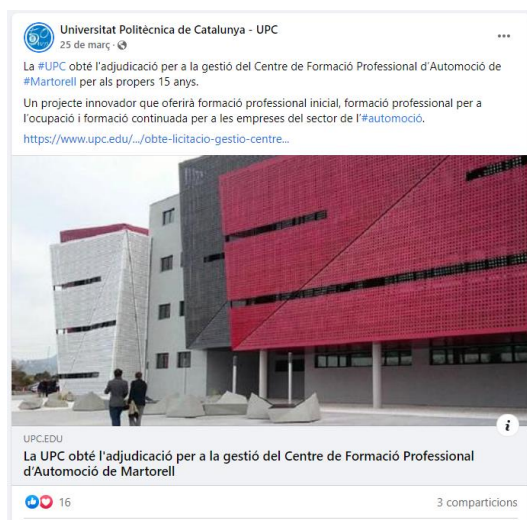 Universitat Politècnica de Catalunya - UPC
25 de març ·
La #UPC obté l'adjudicació per a la gestió del Centre de Formació Professional d'Automoció de
#Martorell per als propers 15 anys.
Un projecte innovador que oferirà formació professional inicial, formació professional per a
l'ocupació i formació continuada per a les empreses del sector de l'#automoció.
https://www.upc.edu/.../obte-licitacio-gestio-centre...
UPC.EDU
La UPC obté l'adjudicació per a la gestió del Centre de Formació Professional
d'Automoció de Martorell
16
3 comparticions